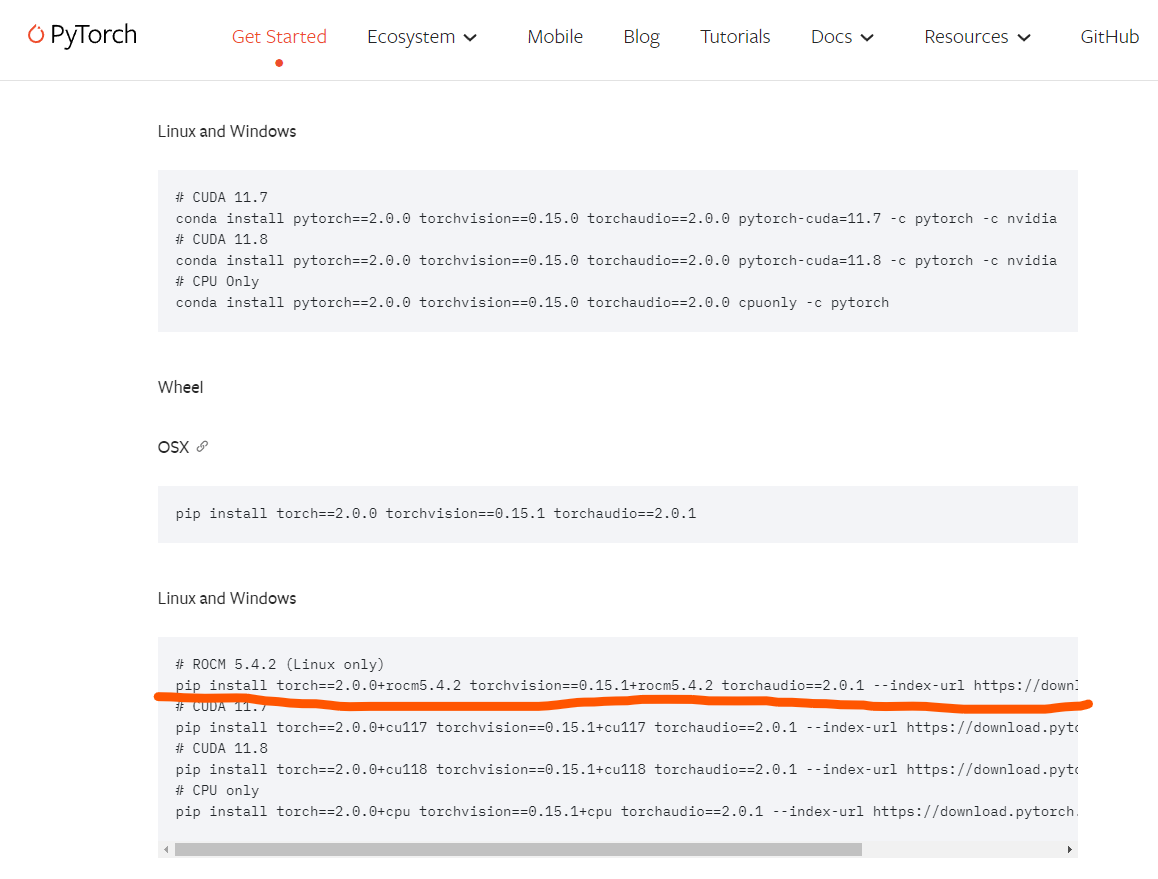 PyTorch
Get Started
Ecosystem
Mobile
Blog
Tutorials
Docs
Resources
GitHub
Linux and Windows
# CUDA 11.7
conda install pytorch==2.0.0 torchvision==0.15.0 torchaudio==2.0.0 pytorch-cuda=11.7 -c pytorch -c nvidia
# CUDA 11.8
conda install pytorch==2.0.0 torchvision==0.15.0 torchaudio==2.0.0 pytorch-cuda=11.8 -c pytorch -c nvidia
# CPU Only
conda install pytorch==2.0.0 torchvision==0.15.0 torchaudio==2.0.0 cpuonly -c pytorch
Wheel
OSX
pip install torch==2.0.0 torchvision==0.15.1 torchaudio==2.0.1
Linux and Windows
# ROCM 5.4.2 (Linux only)
pip install torch==2.0.0+rocm5.4.2 torchvision==0.15.1+rocm5.4.2 torchaudio==2.0.1 --index-url https://downl
# CUDA 11.7
pip install torch==2.0.0+cu117 torchvision==0.15.1+cu117 torchaudio==2.0.1 --index-url https://download.pyto
# CUDA 11.8
pip install torch==2.0.0+cu118 torchvision==0.15.1+cu118 torchaudio==2.0.1 --index-url https://download.pyto
# CPU only
pip install torch==2.0.0+cpu torchvision==0.15.1+cpu torchaudio==2.0.1 --index-url https://download.pytorch.